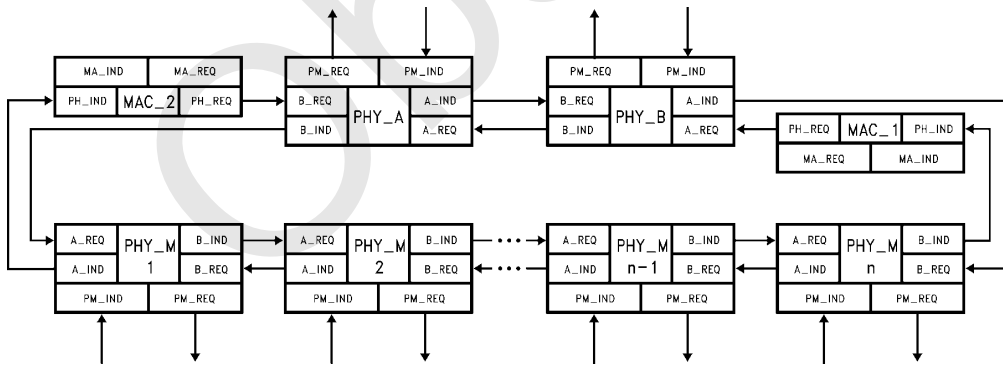 MA_IND MA_REQ
PH_IND MAC_2 PH_REQ
PM_REQ PM_IND
B_REQ PHY_A A_IND
B_IND A_REQ
PM_REQ PM_IND
B_REQ PHY_B A_IND
B_IND A_REQ
PH_REQ MAC_1 PH_IND
MA_REQ MA_IND
A_REQ PHY_M B_IND
A_IND 1 B_REQ
PM_IND PM_REQ
A_REQ PHY_M B_IND
A_IND 2 B_REQ
PM_IND PM_REQ
A_REQ PHY_M B_IND
A_IND n-1 B_REQ
PM_IND PM_REQ
A_REQ PHY_M B_IND
A_IND n B_REQ
PM_IND PM_REQ